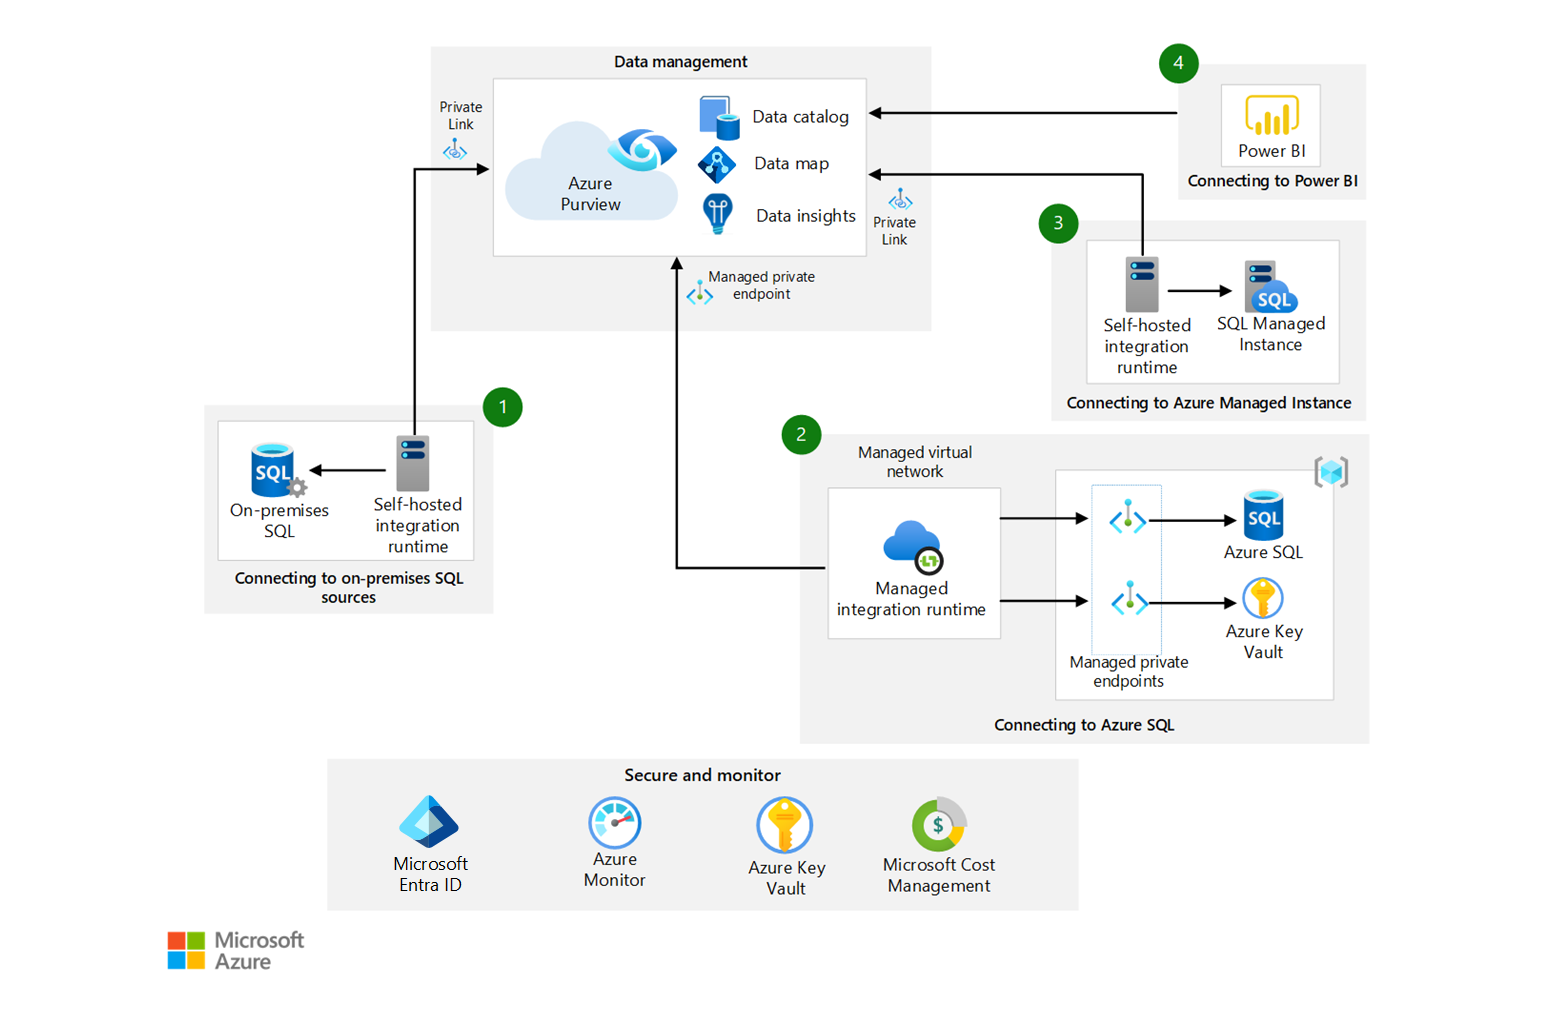 Data management
Private
Link
Azure
Purview
Data catalog
Data map
Data insights
Private
Link
Managed private
endpoint
4
Power BI
Connecting to Power BI
3
Self-hosted
integration
runtime
SQL
SQL Managed
Instance
Connecting to Azure Managed Instance
1
SQL
On-premises
SQL
Self-hosted
integration
runtime
Connecting to on-premises SQL
sources
2
Managed virtual
network
Managed
integration runtime
SQL
Azure SQL
Azure Key
Vault
Managed private
endpoints
Connecting to Azure SQL
Secure and monitor
Microsoft
Entra ID
Azure
Monitor
Azure Key
Vault
$
Microsoft Cost
Management
Microsoft
Azure